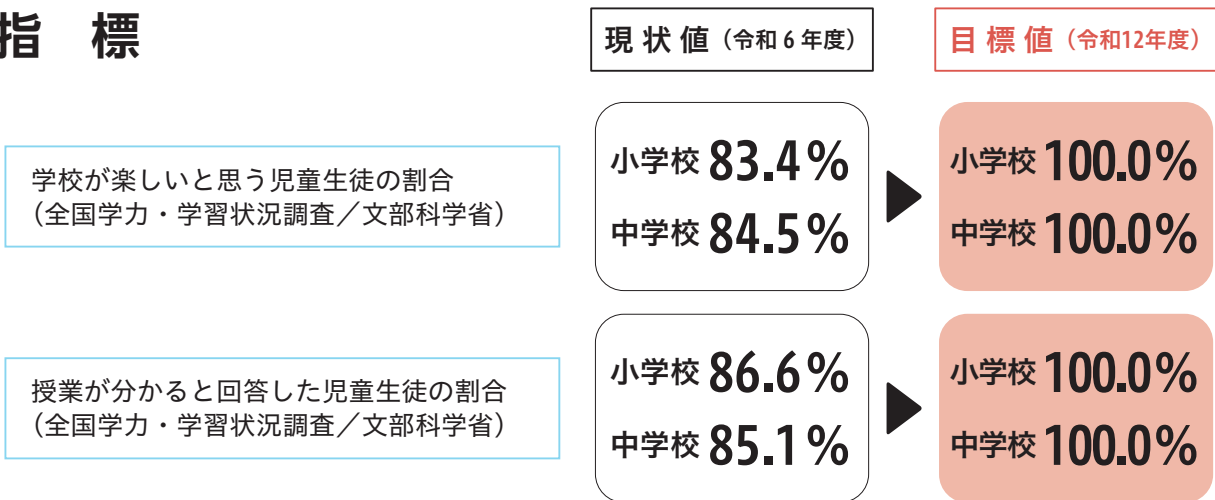 指標
現状値（令和6年度）
目標値（令和12年度）
学校が楽しいと思う児童生徒の割合
（全国学力・学習状況調査／文部科学省）
小学校 83.4%
中学校 84.5%
小学校 100.0%
中学校 100.0%
授業が分かると回答した児童生徒の割合
（全国学力・学習状況調査／文部科学省）
小学校 86.6%
中学校 85.1%
小学校 100.0%
中学校 100.0%